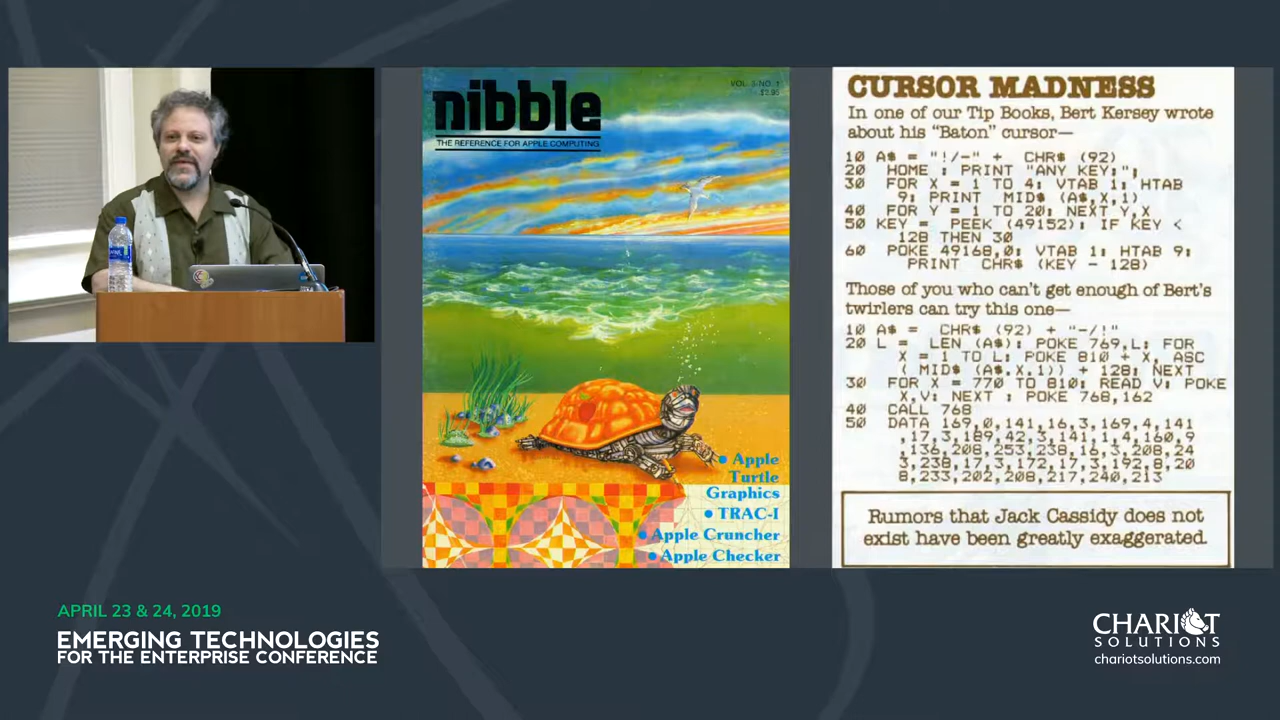 nibble
THE REFERENCE FOR APPLE COMPUTING
VOL. 5-NO. 1
$3.95
• Apple
Turtle
Graphics
• TRAC-I
• Apple Cruncher
• Apple Checker
CURSOR MADNESS
In one of our Tip Books, Bert Kersey wrote
about his "Baton" cursor—
10 A$ = "!/-" + CHR$ (92)
20 HOME : PRINT "ANY KEY:";
30 FOR X = 1 TO 4: VTAB 1: HTAB
9: PRINT MID$ (A$,X,1)
40 FOR Y = 1 TO 20: NEXT Y,X
50 KEY = PEEK (49152): IF KEY <
128 THEN 30
60 POKE 49168,0: VTAB 1: HTAB 9:
PRINT CHR$ (KEY - 128)
Those of you who can't get enough of Bert's
twirlers can try this one—
10 A$ = CHR$ (92) + "-/!"
20 L = LEN (A$): POKE 769,L: FOR
X = 1 TO L: POKE 810 + X, ASC
( MID$ (A$,X,1)) + 128: NEXT
30 FOR X = 770 TO 810: READ V: POKE
X,V: NEXT : POKE 768,162
40 CALL 768
50 DATA 169,0,141,16,3,169,4,141
,17,3,189,42,3,141,1,4,160,9
,136,208,253,238,16,3,208,24
3,238,17,3,172,17,3,192,8,20
8,233,202,208,217,240,213
Rumors that Jack Cassidy does not
exist have been greatly exaggerated.
APRIL 23 & 24, 2019
EMERGING TECHNOLOGIES
FOR THE ENTERPRISE CONFERENCE
CHARIOT
SOLUTIONS
chariotsolutions.com